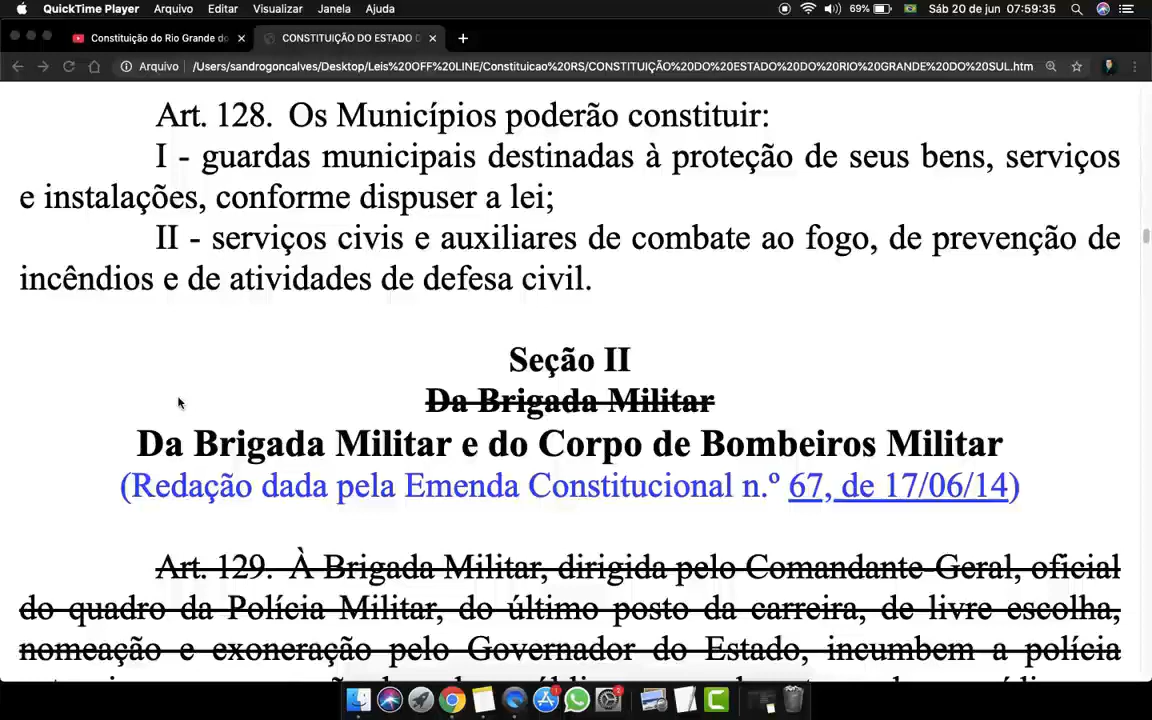 QuickTime Player Arquivo Editar Visualizar Janela Ajuda 69% Sáb 20 de jun 07:59:35
Constituição do Rio Grande do CONSTITUIÇÃO DO ESTADO D
Arquivo /Users/sandrogoncalves/Desktop/Leis%20OFF%20LINE/Constituicao%20RS/CONSTITUIÇÃO%20DO%20ESTADO%20DO%20RIO%20GRANDE%20DO%20SUL.htm
Art. 128. Os Municípios poderão constituir:
I - guardas municipais destinadas à proteção de seus bens, serviços
e instalações, conforme dispuser a lei;
II - serviços civis e auxiliares de combate ao fogo, de prevenção de
incêndios e de atividades de defesa civil.
Seção II
Da Brigada Militar
Da Brigada Militar e do Corpo de Bombeiros Militar
(Redação dada pela Emenda Constitucional n.º 67, de 17/06/14)
Art. 129. À Brigada Militar, dirigida pelo Comandante-Geral, oficial
do quadro da Polícia Militar, do último posto da carreira, de livre escolha,
nomeação e exoneração pelo Governador do Estado, incumbem a polícia